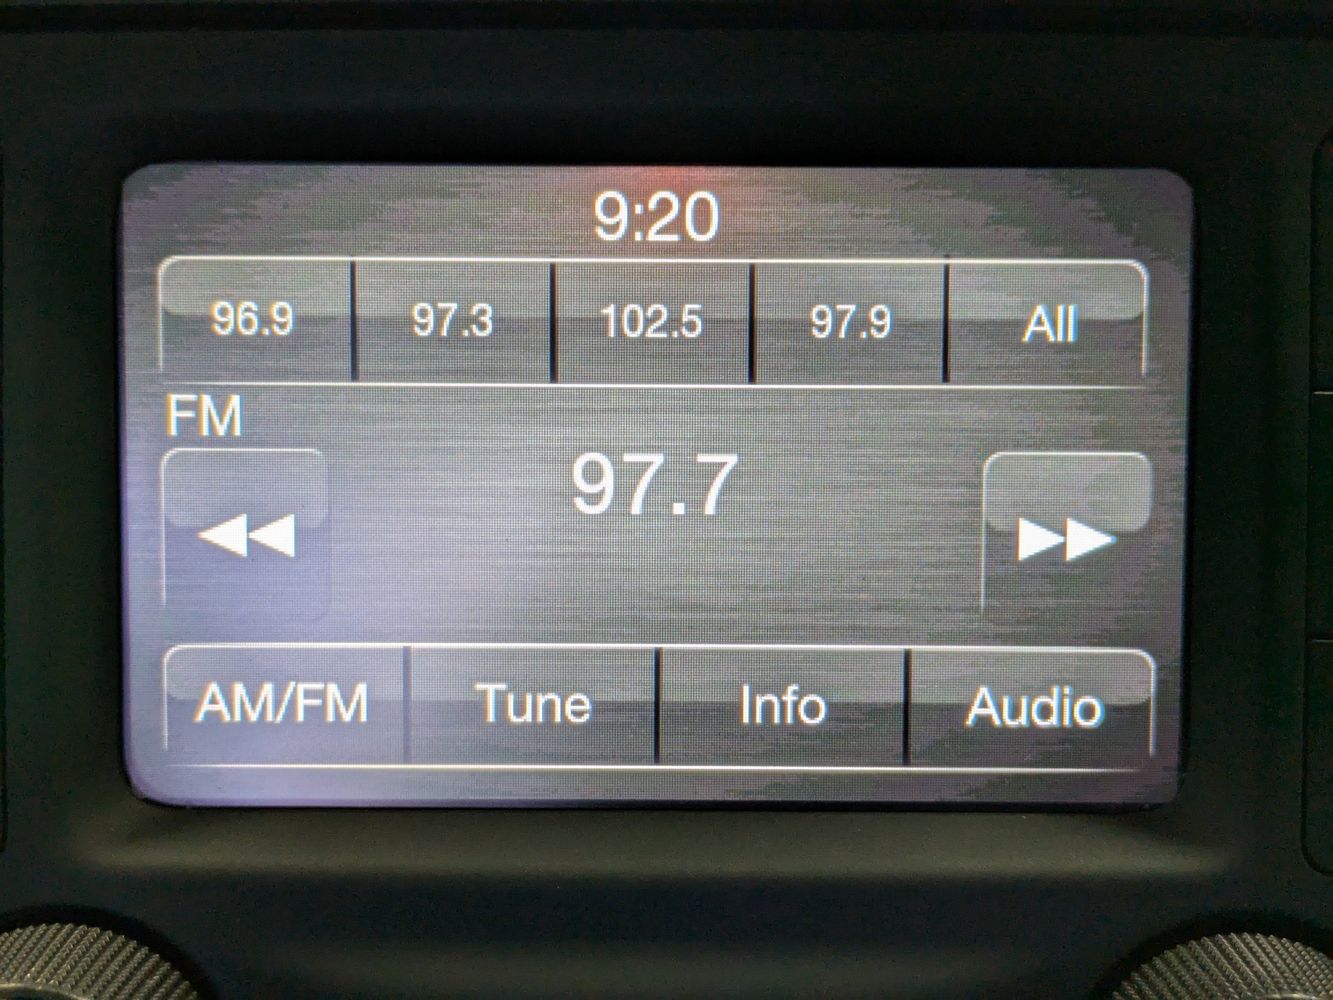 9:20
96.9 97.3 102.5 97.9 All
FM
97.7
AM/FM Tune Info Audio